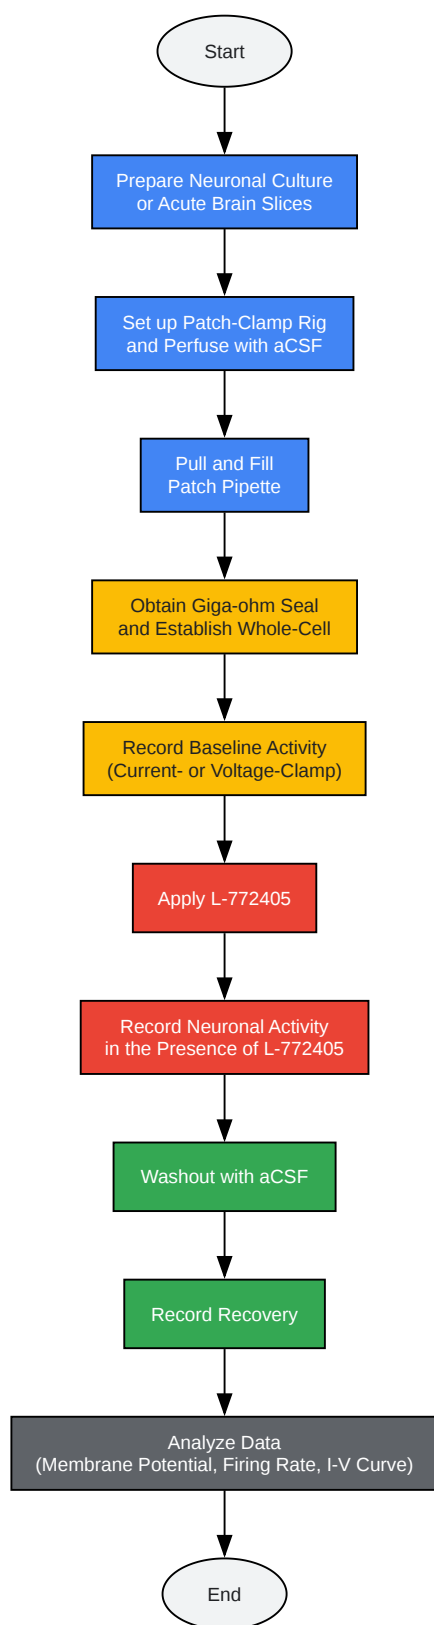 Start
Prepare Neuronal Culture
or Acute Brain Slices
Set up Patch-Clamp Rig
and Perfuse with aCSF
Pull and Fill
Patch Pipette
Obtain Giga-ohm Seal
and Establish Whole-Cell
Record Baseline Activity
(Current- or Voltage-Clamp)
Apply L-772405
Record Neuronal Activity
in the Presence of L-772405
Washout with aCSF
Record Recovery
Analyze Data
(Membrane Potential, Firing Rate, I-V Curve)
End